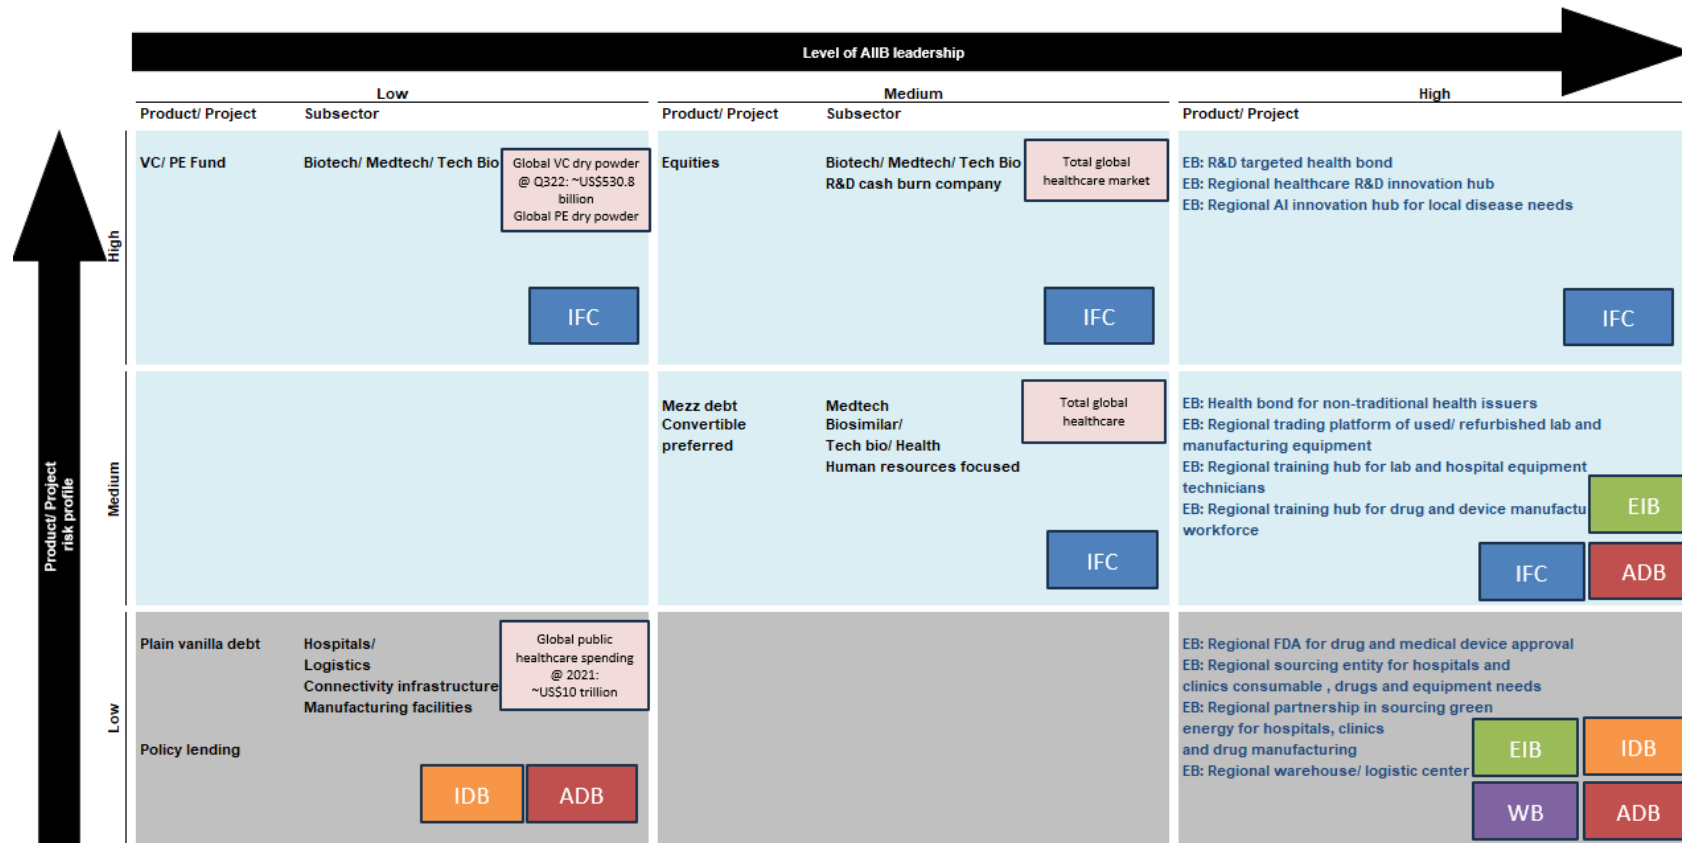 Level of AIIB leadership
Low
Medium
High
Product/ Project
Subsector
Product/ Project
Subsector
Product/ Project
Product/ Project
risk profile
High
VC/ PE Fund
Biotech/ Medtech/ Tech Bio
Global VC dry powder
@ Q322: ~US$530.8
billion
Global PE dry powder
IFC
Equities
Biotech/ Medtech/ Tech Bio
R&D cash burn company
Total global
healthcare market
IFC
EB: R&D targeted health bond
EB: Regional healthcare R&D innovation hub
EB: Regional AI innovation hub for local disease needs
IFC
Medium
Mezz debt
Convertible
preferred
Medtech
Biosimilar/
Tech bio/ Health
Human resources focused
Total global
healthcare
IFC
EB: Health bond for non-traditional health issuers
EB: Regional trading platform of used/ refurbished lab and
manufacturing equipment
EB: Regional training hub for lab and hospital equipment
technicians
EB: Regional training hub for drug and device manufactu
workforce
EIB
IFC
ADB
Low
Plain vanilla debt
Policy lending
Hospitals/
Logistics
Connectivity infrastructure
Manufacturing facilities
Global public
healthcare spending
@ 2021:
~US$10 trillion
IDB
ADB
EB: Regional FDA for drug and medical device approval
EB: Regional sourcing entity for hospitals and
clinics consumable , drugs and equipment needs
EB: Regional partnership in sourcing green
energy for hospitals, clinics
and drug manufacturing
EB: Regional warehouse/ logistic center
EIB
IDB
WB
ADB